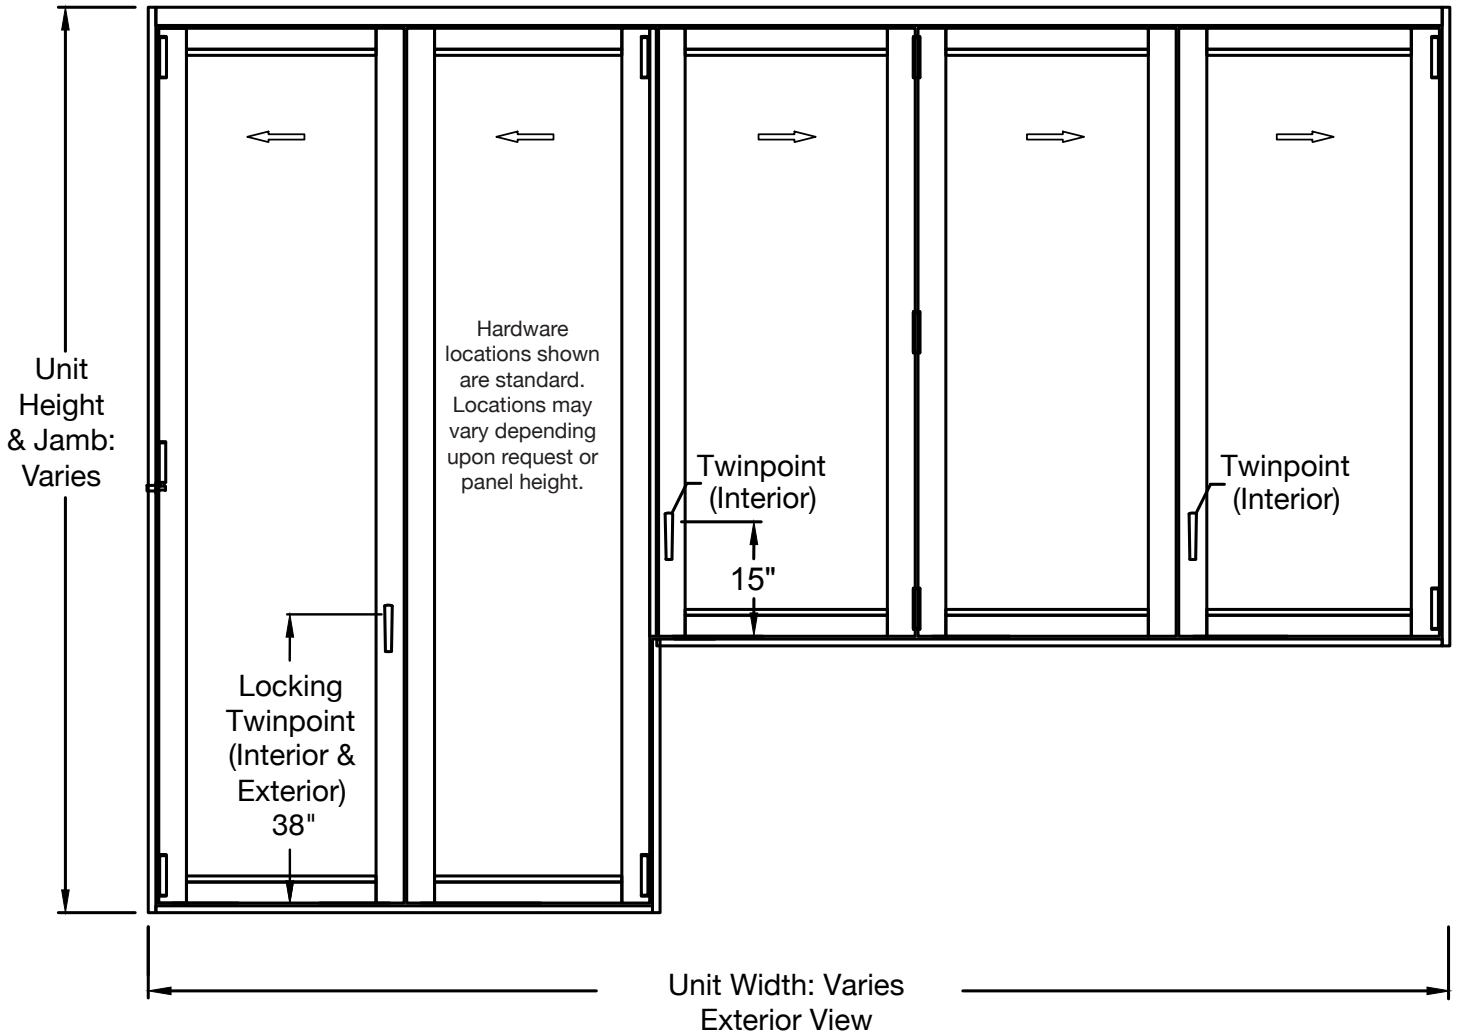 Unit
Height
& Jamb:
Varies
Hardware
locations shown
are standard.
Locations may
vary depending
upon request or
panel height.
Twinpoint
(Interior)
15"
Twinpoint
(Interior)
Locking
Twinpoint
(Interior &
Exterior)
38"
Unit Width: Varies
Exterior View